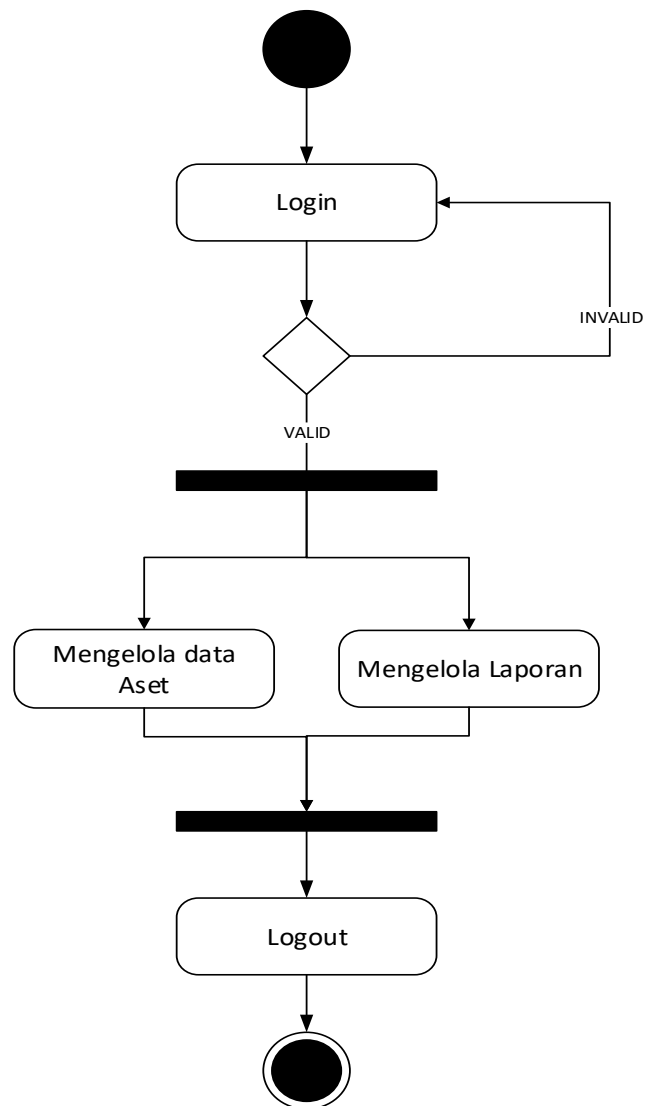 Login
INVALID
VALID
Mengelola data
Aset
Mengelola Laporan
Logout